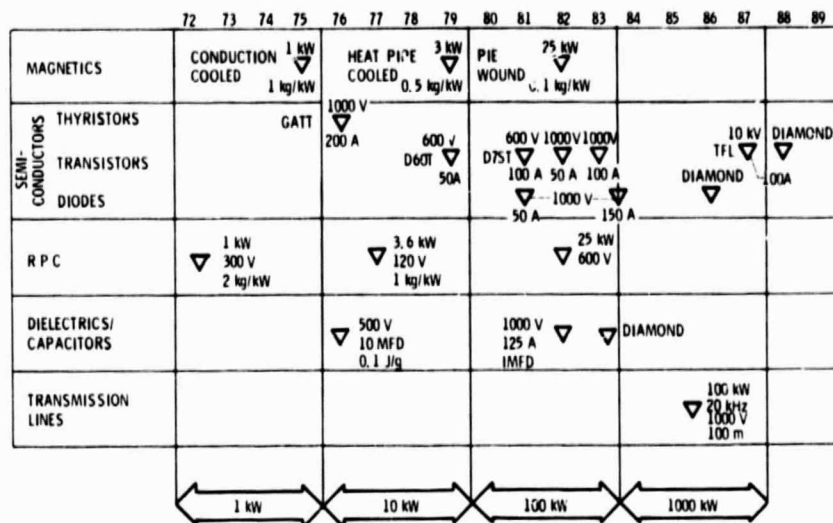 72 73 74 75 76 77 78 79 80 81 82 83 84 85 86 87 88 89
MAGNETICS
CONDUCTION
COOLED
1 kW
1 kg/kW
HEAT PIPE
COOLED
3 kW
0.5 kg/kW
PIE
WOUND
25 kW
0.1 kg/kW
SEMI-
CONDUCTORS
THYRISTORS
GATT
1000 V
200 A
TRANSISTORS
D60T
600 V
50A
D7ST
600 V
100 A
1000 V
50 A
1000V
100 A
10 kV
TFL
100A
DIAMOND
DIODES
50 A
1000 V
150 A
DIAMOND
RPC
1 kW
300 V
2 kg/kW
3.6 kW
120 V
1 kg/kW
25 kW
600 V
DIELECTRICS/
CAPACITORS
500 V
10 MFD
0.1 J/g
1000 V
125 A
IMFD
DIAMOND
TRANSMISSION
LINES
100 kW
20 kHz
1000 V
100 m
1 kW
10 kW
100 kW
1000 kW